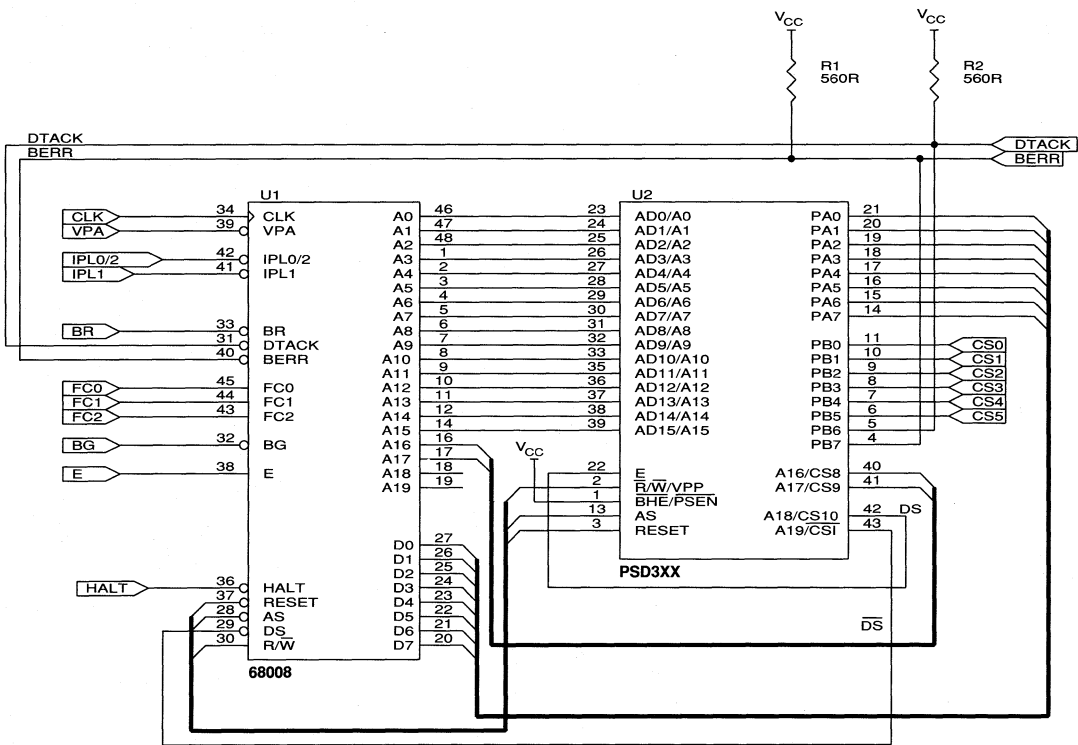 VCC
VCC
R1
560R
R2
560R
DTACK
BERR
DTACK
BERR
U1
CLK
VPA
IPL0/2
IPL1
BR
FC0
FC1
FC2
BG
E
HALT
34 CLK
39 VPA
42 IPL0/2
41 IPL1
33 BR
31 DTACK
40 BERR
45 FC0
44 FC1
43 FC2
32 BG
38 E
36 HALT
37 RESET
28 AS
29 DS
30 R/W
A0 46
A1 47
A2 48
A3 1
A4 2
A5 3
A6 4
A7 5
A8 6
A9 7
A10 8
A11 9
A12 10
A13 11
A14 12
A15 14
A16 16
A17 17
A18 18
A19 19
D0 27
D1 26
D2 25
D3 24
D4 23
D5 22
D6 21
D7 20
68008
U2
23 AD0/A0
24 AD1/A1
25 AD2/A2
26 AD3/A3
27 AD4/A4
28 AD5/A5
29 AD6/A6
30 AD7/A7
31 AD8/A8
32 AD9/A9
33 AD10/A10
35 AD11/A11
36 AD12/A12
37 AD13/A13
38 AD14/A14
39 AD15/A15
VCC
22 E
2 R/W/VPP
1 BHE/PSEN
13 AS
3 RESET
PA0 21
PA1 20
PA2 19
PA3 18
PA4 17
PA5 16
PA6 15
PA7 14
PB0 11 CS0
PB1 10 CS1
PB2 9 CS2
PB3 8 CS3
PB4 7 CS4
PB5 6 CS5
PB6 5
PB7 4
A16/CS8 40
A17/CS9 41
A18/CS10 42 DS
A19/CSI 43
PSD3XX
DS